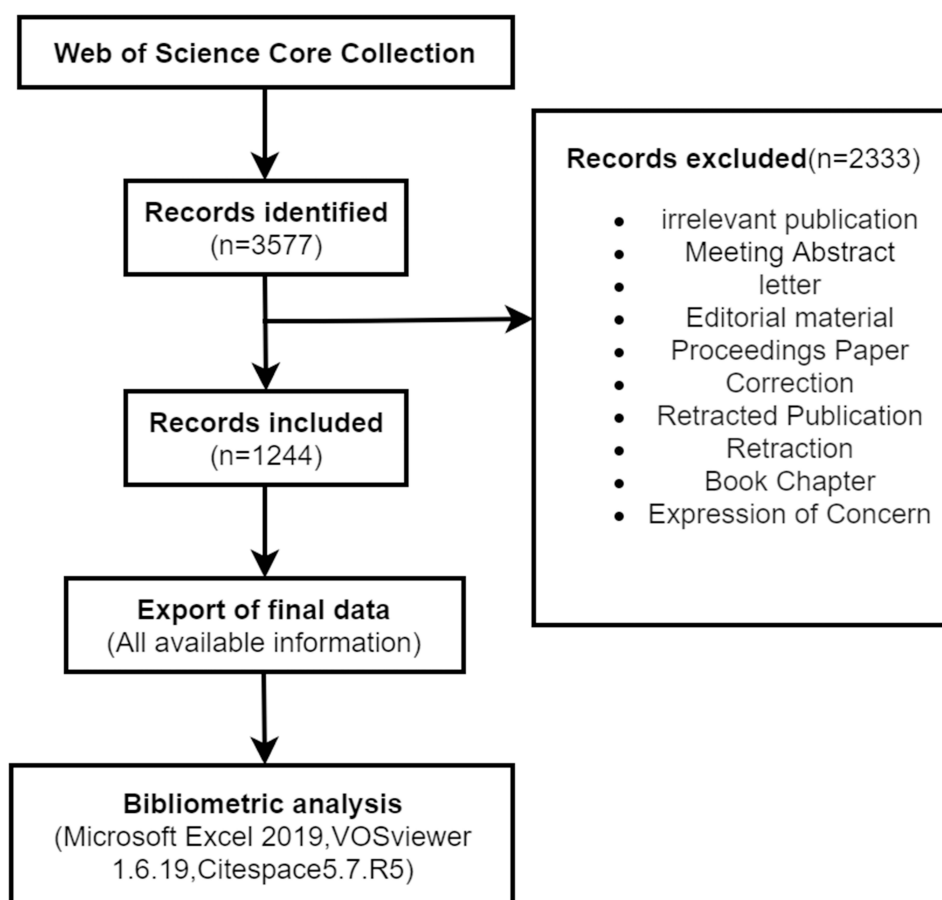 Web of Science Core Collection
Records identified
(n=3577)
Records excluded(n=2333)
irrelevant publication
Meeting Abstract
letter
Editorial material
Proceedings Paper
Correction
Retracted Publication
Retraction
Book Chapter
Expression of Concern
Records included
(n=1244)
Export of final data
(All available information)
Bibliometric analysis
(Microsoft Excel 2019,VOSviewer
1.6.19,Citespace5.7.R5)